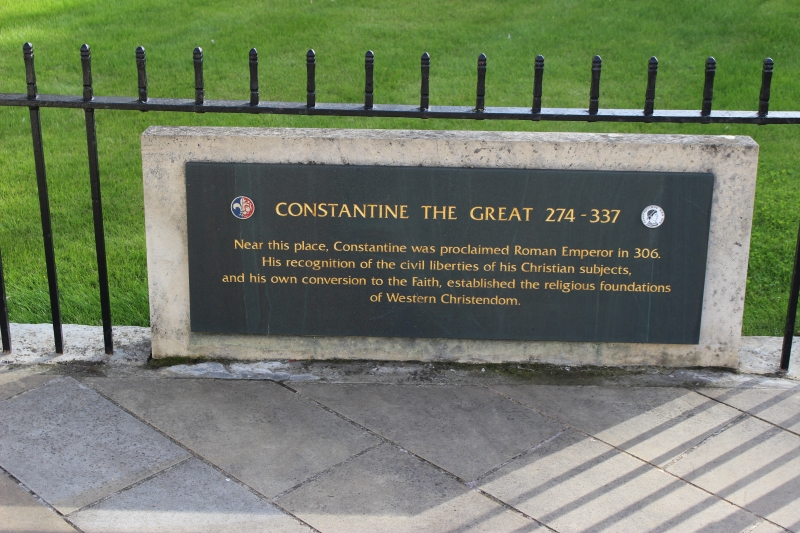 CONSTANTINE THE GREAT 274-337
Near this place, Constantine was proclaimed Roman Emperor in 306.
His recognition of the civil liberties of his Christian subjects,
and his own conversion to the Faith, established the religious foundations
of Western Christendom.